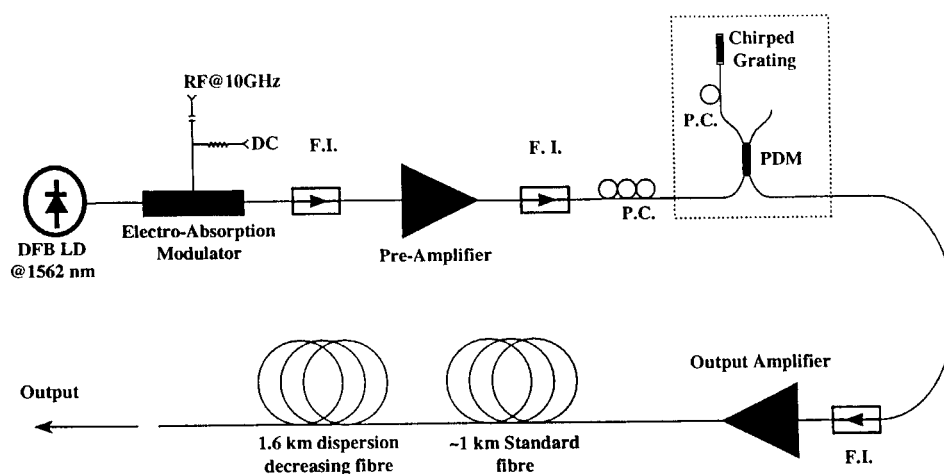 Chirped
Grating
P.C.
PDM
RF@10GHz
DC
F.I.
F. I.
P.C.
DFB LD
@1562 nm
Electro-Absorption
Modulator
Pre-Amplifier
Output Amplifier
F.I.
Output
1.6 km dispersion
decreasing fibre
~1 km Standard
fibre